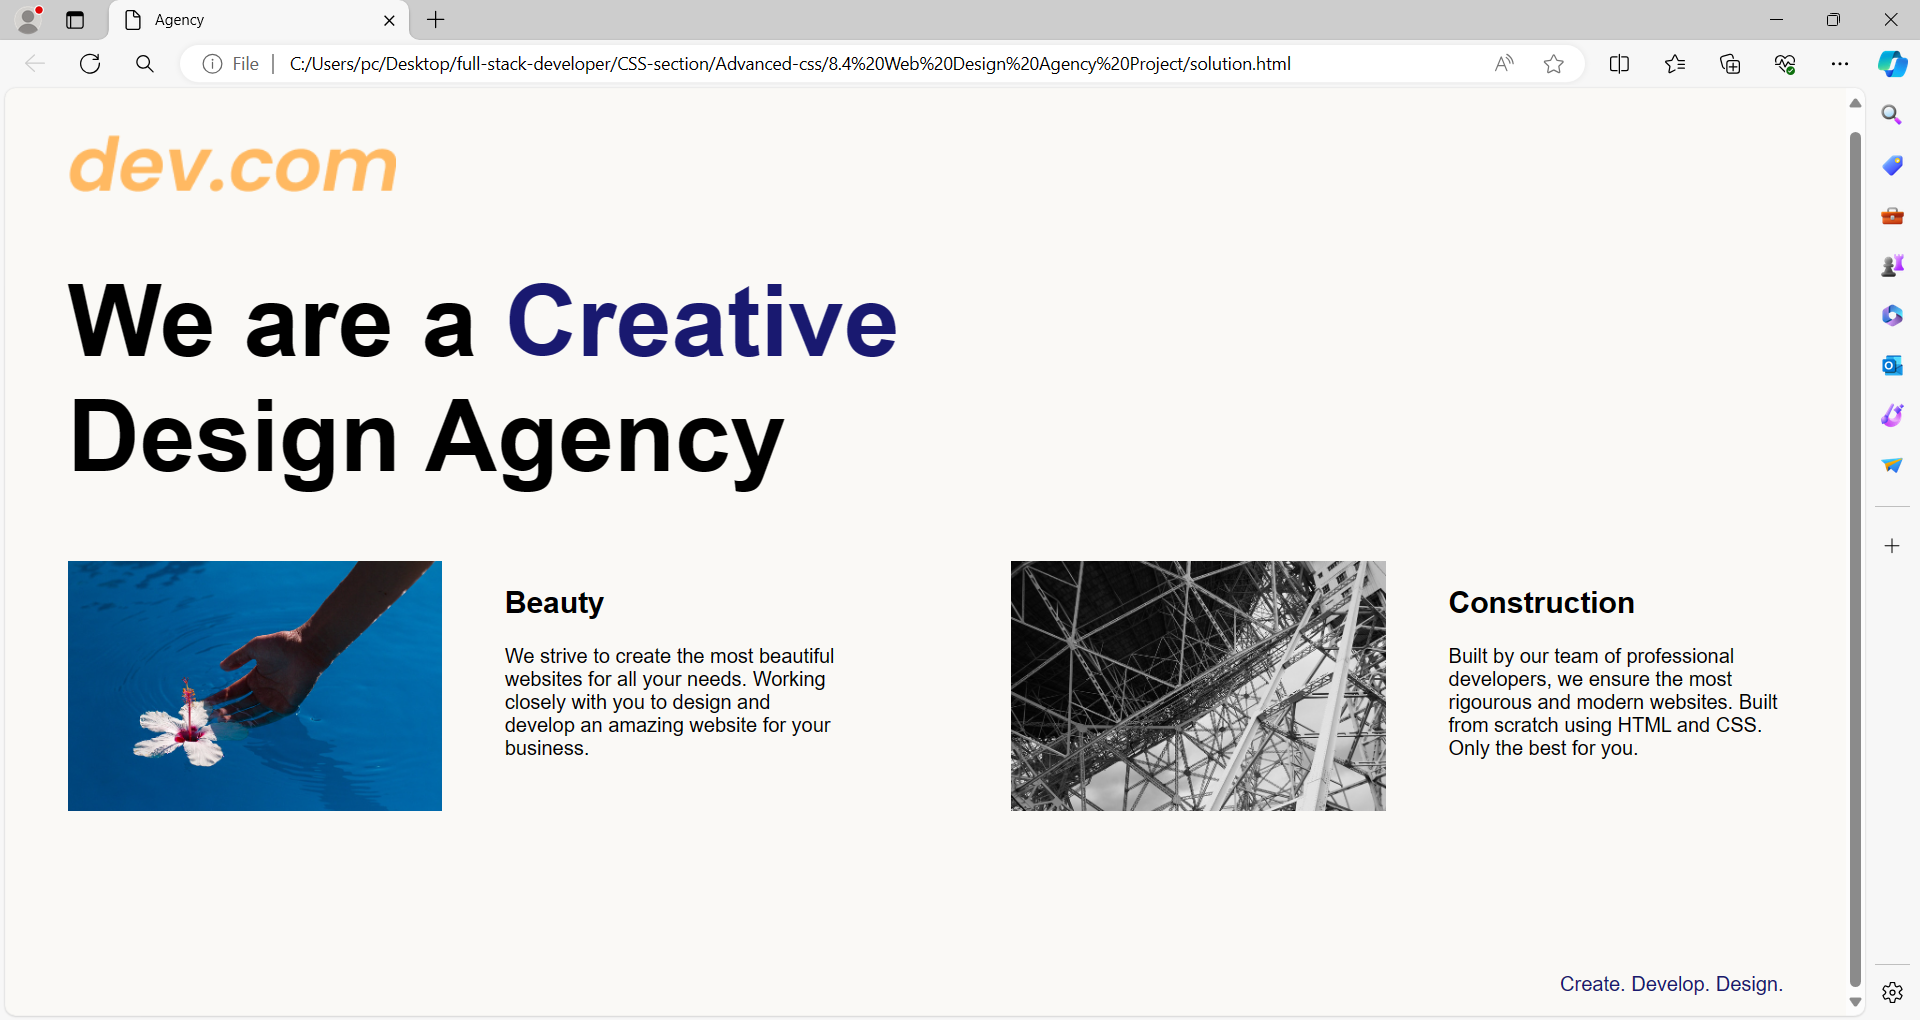 Agency
File
C:/Users/pc/Desktop/full-stack-developer/CSS-section/Advanced-css/8.4%20Web%20Design%20Agency%20Project/solution.html
dev.com
We are a Creative
Design Agency
Beauty
We strive to create the most beautiful
websites for all your needs. Working
closely with you to design and
develop an amazing website for your
business.
Construction
Built by our team of professional
developers, we ensure the most
rigourous and modern websites. Built
from scratch using HTML and CSS.
Only the best for you.
Create. Develop. Design.